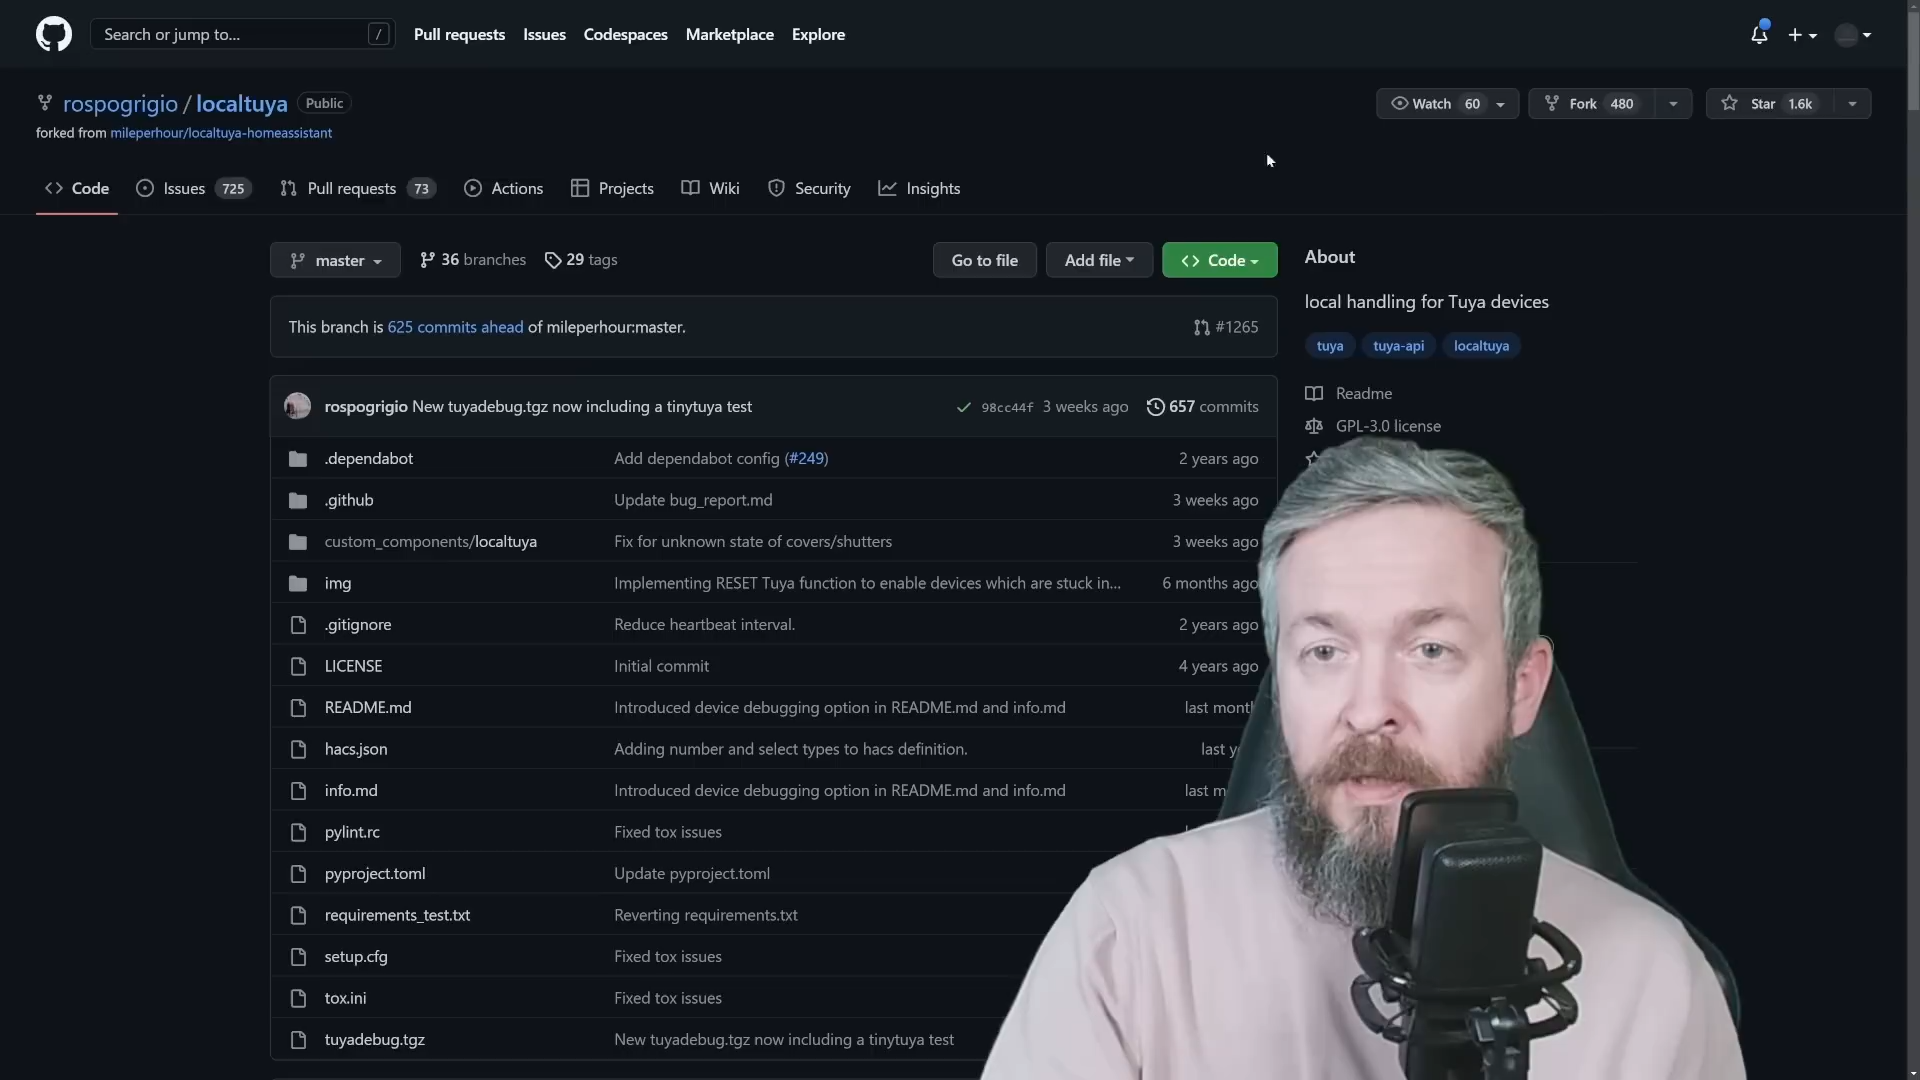 Search or jump to... /
Pull requests Issues Codespaces Marketplace Explore
rospogrigio / localtuya Public
Watch 60 Fork 480 Star 1.6k
forked from mileperhour/localtuya-homeassistant
Code Issues 725 Pull requests 73 Actions Projects Wiki Security Insights
master 36 branches 29 tags Go to file Add file Code
About
local handling for Tuya devices
tuya tuya-api localtuya
Readme
GPL-3.0 license
This branch is 625 commits ahead of mileperhour:master. #1265
rospogrigio New tuyadebug.tgz now including a tinytuya test 98cc44f 3 weeks ago 657 commits
.dependabot Add dependabot config (#249) 2 years ago
.github Update bug_report.md 3 weeks ago
custom_components/localtuya Fix for unknown state of covers/shutters 3 weeks ago
img Implementing RESET Tuya function to enable devices which are stuck in... 6 months ago
.gitignore Reduce heartbeat interval. 2 years ago
LICENSE Initial commit 4 years ago
README.md Introduced device debugging option in README.md and info.md last month
hacs.json Adding number and select types to hacs definition. last
info.md Introduced device debugging option in README.md and info.md last
pylint.rc Fixed tox issues
pyproject.toml Update pyproject.toml
requirements_test.txt Reverting requirements.txt
setup.cfg Fixed tox issues
tox.ini Fixed tox issues
tuyadebug.tgz New tuyadebug.tgz now including a tinytuya test